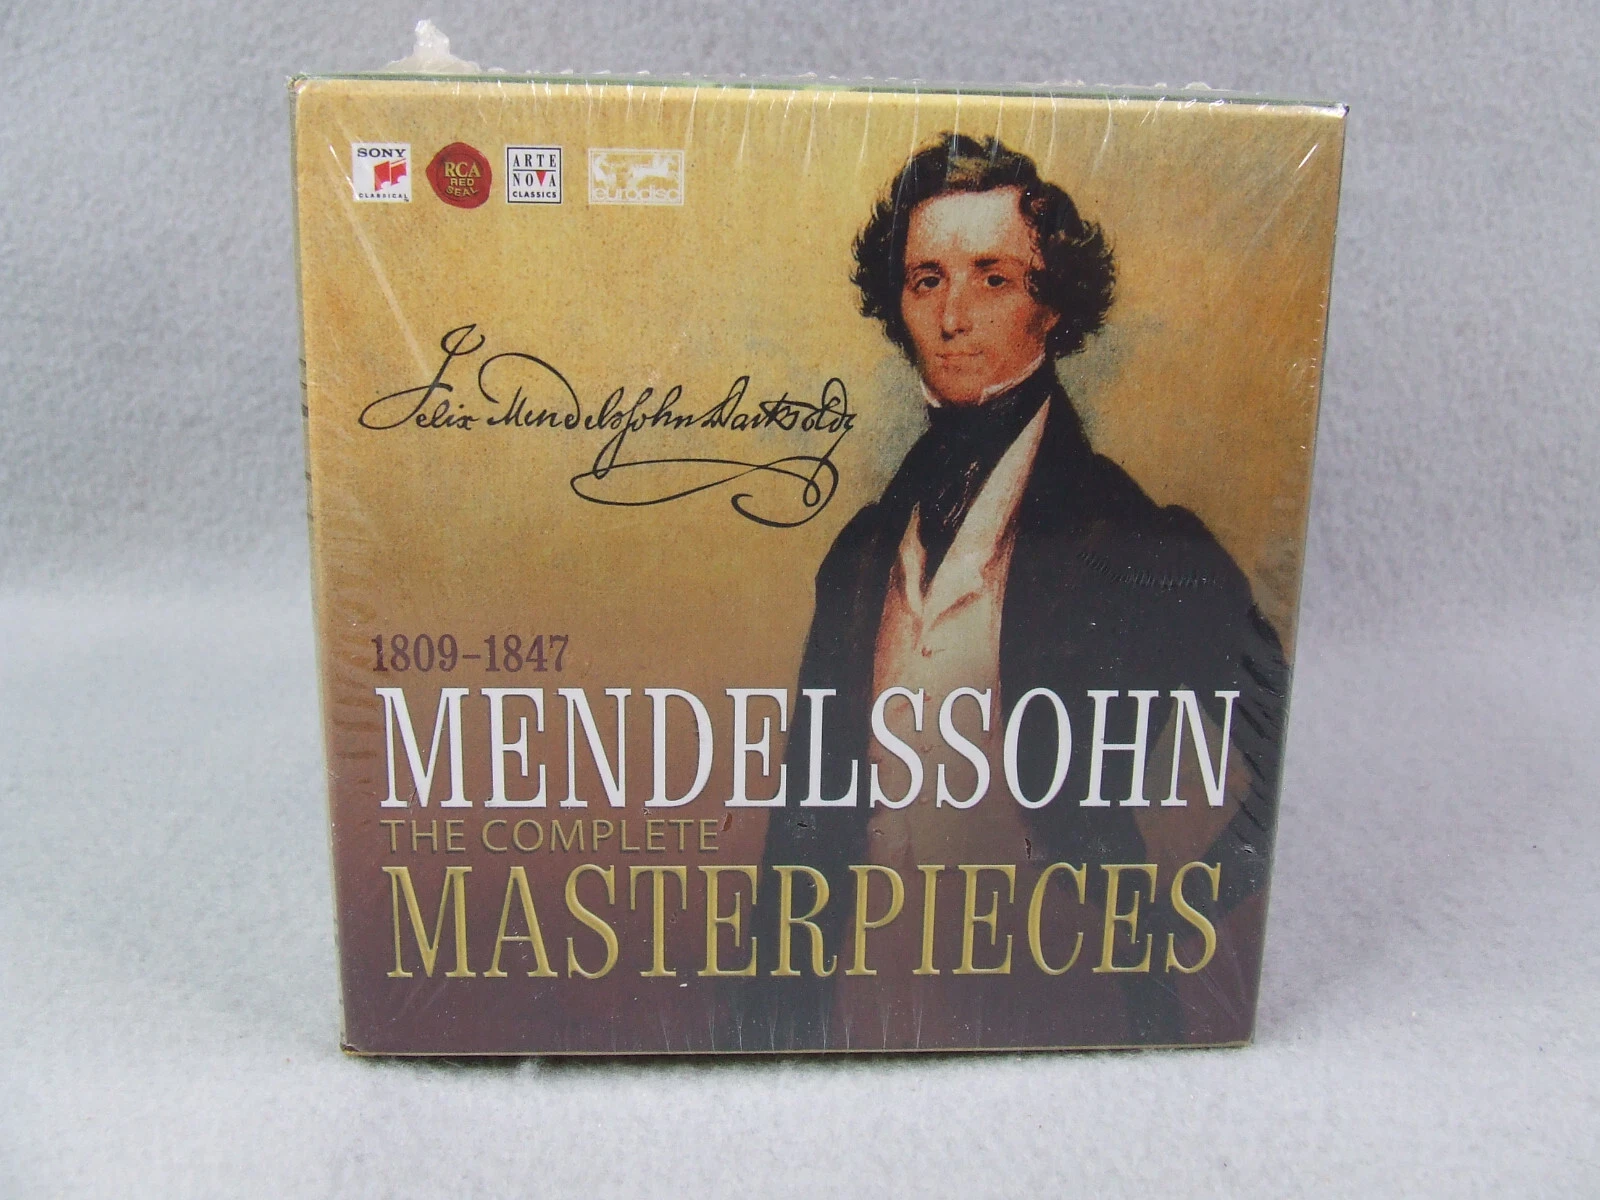 SONY
CLASSICAL
RCA
RED
SEAL
ARTE
NOVA
CLASSICS
eurodisc
Felix Mendelssohn Bartholdy
1809-1847
MENDELSSOHN
THE COMPLETE
MASTERPIECES